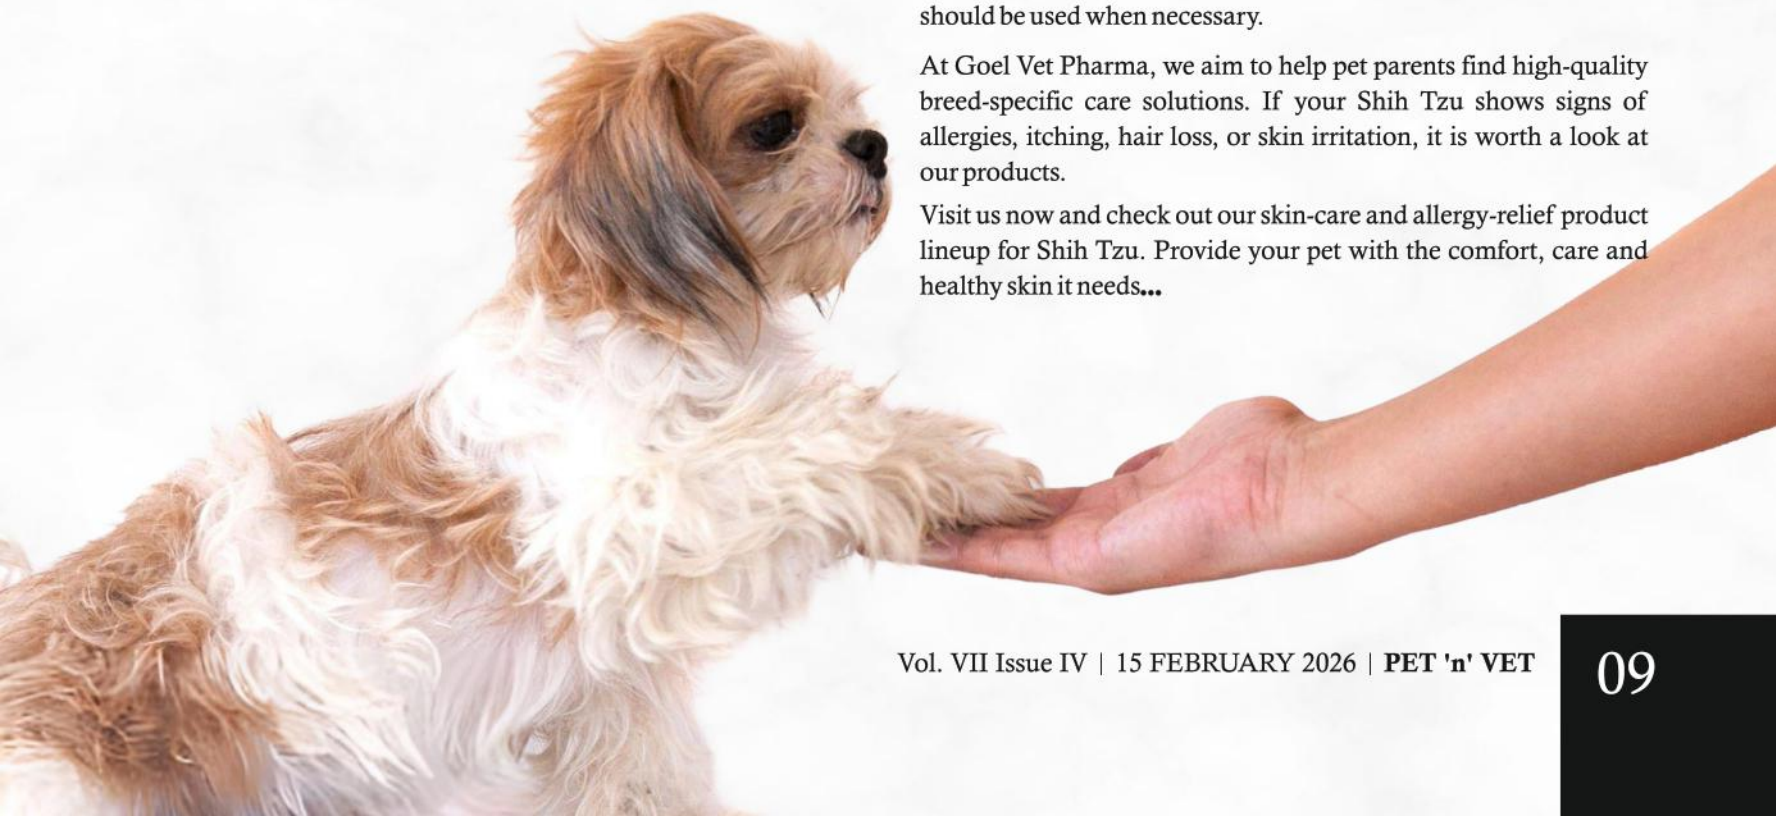 should be used when necessary.
At Goel Vet Pharma, we aim to help pet parents find high-quality
breed-specific care solutions. If your Shih Tzu shows signs of
allergies, itching, hair loss, or skin irritation, it is worth a look at
our products.
Visit us now and check out our skin-care and allergy-relief product
lineup for Shih Tzu. Provide your pet with the comfort, care and
healthy skin it needs...
Vol. VII Issue IV | 15 FEBRUARY 2026 | PET 'n' VET
09